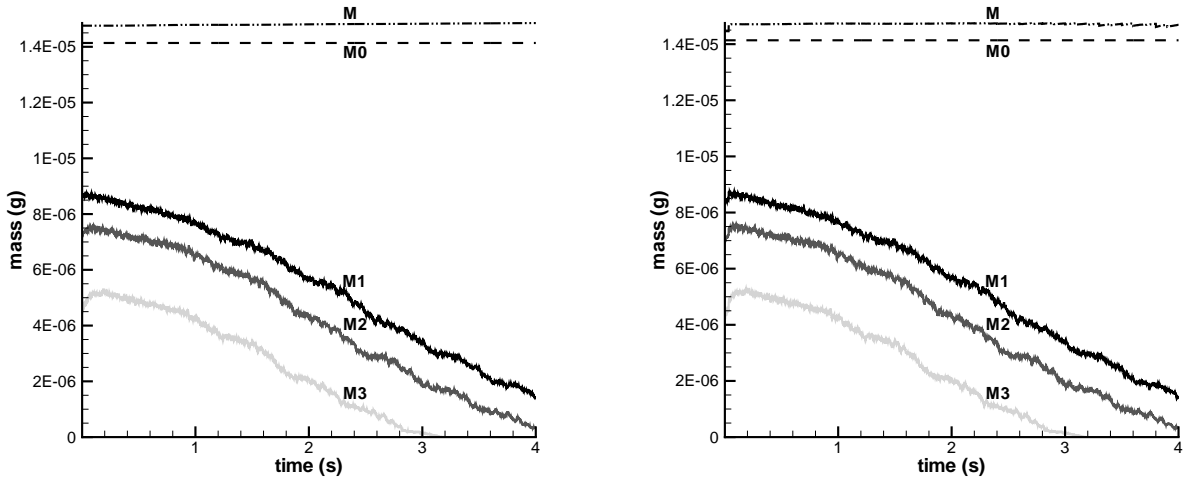 M
1.4E-05
M0
1.2E-05
1E-05
8E-06
mass (g)
6E-06
M1
4E-06
M2
2E-06
M3
0
1 2 3 4
time (s)
M
1.4E-05
M0
1.2E-05
1E-05
8E-06
mass (g)
6E-06
M1
4E-06
M2
2E-06
M3
0
1 2 3 4
time (s)